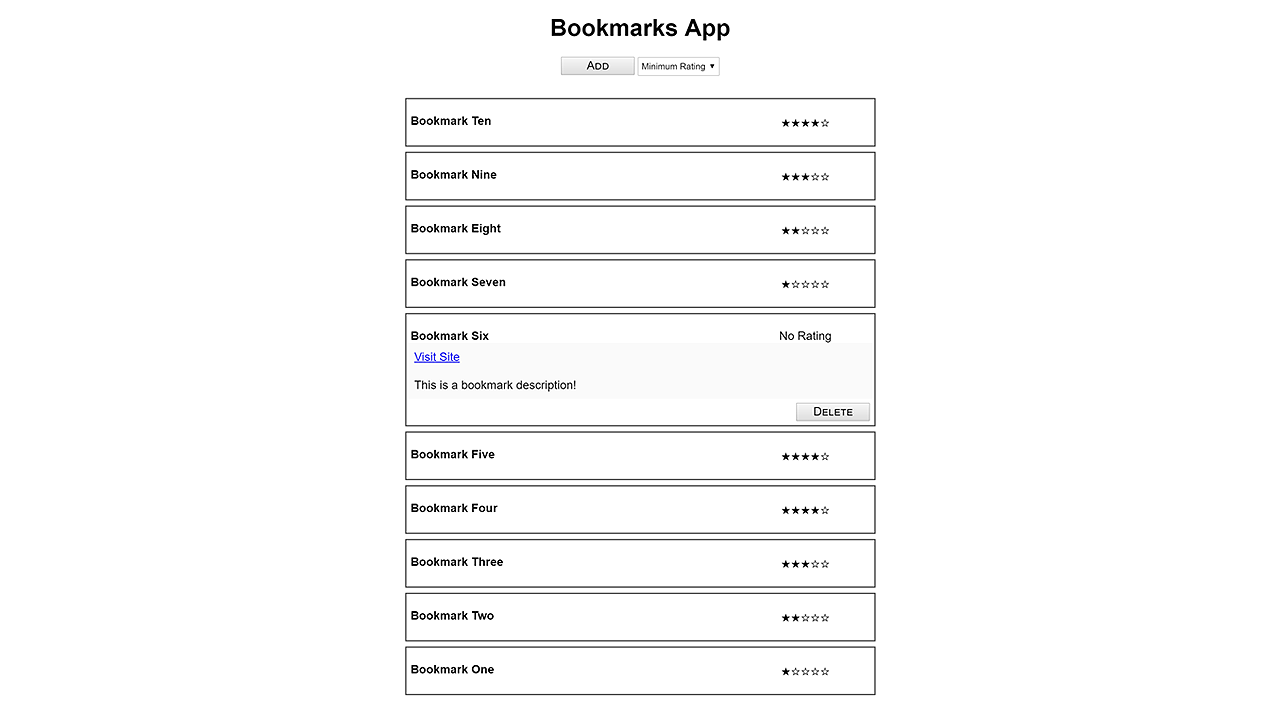 Bookmarks App
ADD Minimum Rating ▼
Bookmark Ten ★★★★☆
Bookmark Nine ★★★☆☆
Bookmark Eight ★★☆☆☆
Bookmark Seven ★☆☆☆☆
Bookmark Six No Rating
Visit Site
This is a bookmark description!
DELETE
Bookmark Five ★★★★☆
Bookmark Four ★★★★☆
Bookmark Three ★★★☆☆
Bookmark Two ★★☆☆☆
Bookmark One ★☆☆☆☆